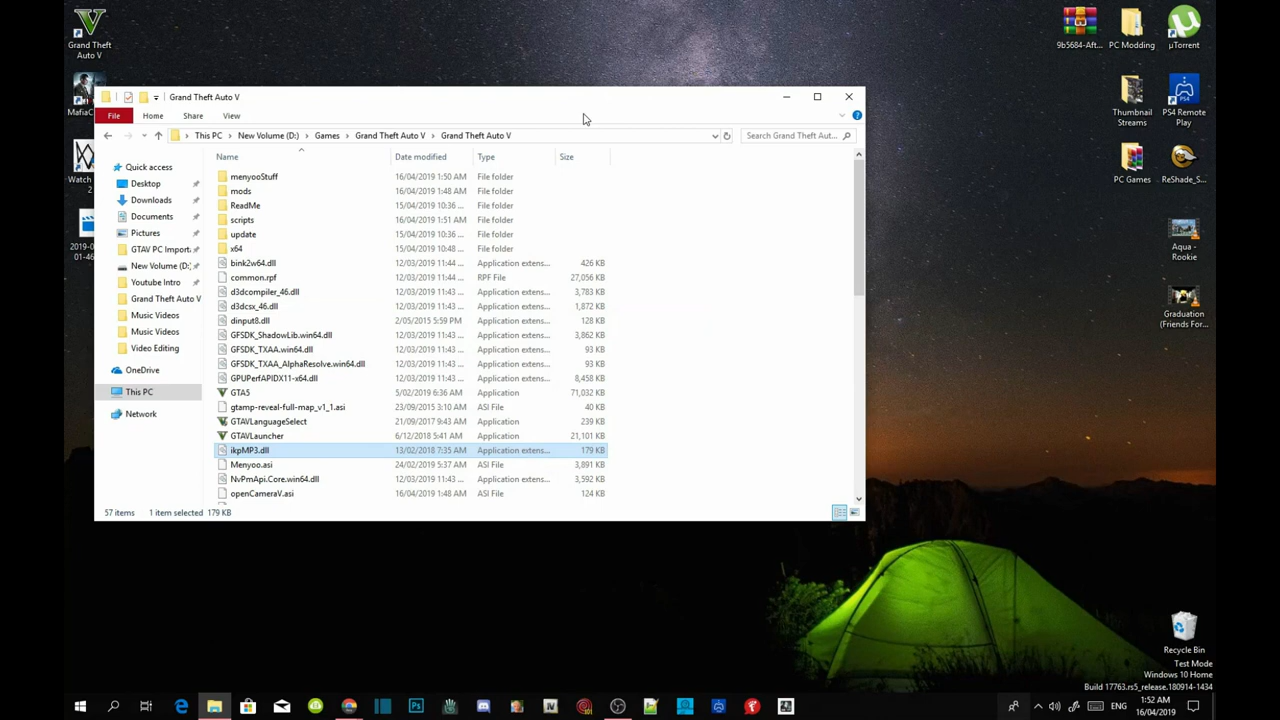 Grand Theft
Auto V
MafiaC
Watch
2
2019-0
01-46
9b5684-Aft...
PC Modding
µTorrent
Thumbnail
Streams
PS4 Remote
Play
PC Games
ReShade_S...
Aqua -
Rookie
Graduation
(Friends For...
Recycle Bin
Grand Theft Auto V
File Home Share View
This PC > New Volume (D:) > Games > Grand Theft Auto V > Grand Theft Auto V
Search Grand Theft Aut...
Quick access
Desktop
Downloads
Documents
Pictures
GTAV PC Import
New Volume (D:)
Youtube Intro
Grand Theft Auto V
Music Videos
Music Videos
Video Editing
OneDrive
This PC
Network
Name Date modified Type Size
menyooStuff 16/04/2019 1:50 AM File folder
mods 16/04/2019 1:48 AM File folder
ReadMe 15/04/2019 10:36 ... File folder
scripts 16/04/2019 1:51 AM File folder
update 15/04/2019 10:36 ... File folder
x64 15/04/2019 10:48 ... File folder
bink2w64.dll 12/03/2019 11:44 ... Application extens... 426 KB
common.rpf 12/03/2019 11:44 ... RPF File 27,056 KB
d3dcompiler_46.dll 12/03/2019 11:43 ... Application extens... 3,783 KB
d3dcsx_46.dll 12/03/2019 11:43 ... Application extens... 1,872 KB
dinput8.dll 2/05/2015 5:59 PM Application extens... 128 KB
GFSDK_ShadowLib.win64.dll 12/03/2019 11:43 ... Application extens... 3,862 KB
GFSDK_TXAA.win64.dll 12/03/2019 11:43 ... Application extens... 93 KB
GFSDK_TXAA_AlphaResolve.win64.dll 12/03/2019 11:43 ... Application extens... 93 KB
GPUPerfAPIDX11-x64.dll 12/03/2019 11:43 ... Application extens... 8,458 KB
GTA5 5/02/2019 6:36 AM Application 71,032 KB
gtamp-reveal-full-map_v1_1.asi 23/09/2015 3:10 AM ASI File 40 KB
GTAVLanguageSelect 21/09/2017 9:43 AM Application 239 KB
GTAVLauncher 6/12/2018 5:41 AM Application 21,101 KB
ikpMP3.dll 13/02/2018 7:35 AM Application extens... 179 KB
Menyoo.asi 24/02/2019 5:37 AM ASI File 3,891 KB
NvPmApi.Core.win64.dll 12/03/2019 11:43 ... Application extens... 3,592 KB
openCameraV.asi 16/04/2019 1:48 AM ASI File 124 KB
57 items 1 item selected 179 KB
Test Mode
Windows 10 Home
Build 17763.rs5_release.180914-1434
1:52 AM
ENG
16/04/2019